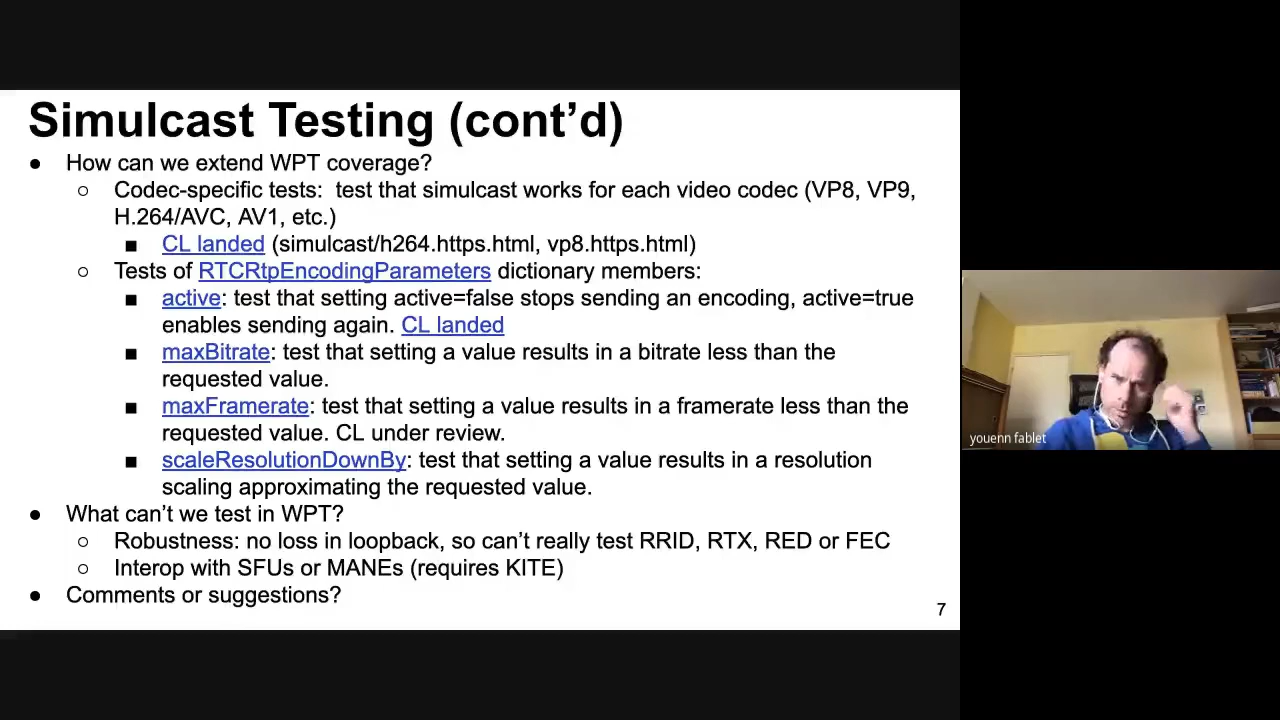 Simulcast Testing (cont’d)
● How can we extend WPT coverage?
○ Codec-specific tests: test that simulcast works for each video codec (VP8, VP9,
H.264/AVC, AV1, etc.)
■ CL landed (simulcast/h264.https.html, vp8.https.html)
○ Tests of RTCRtpEncodingParameters dictionary members:
■ active: test that setting active=false stops sending an encoding, active=true
enables sending again. CL landed
■ maxBitrate: test that setting a value results in a bitrate less than the
requested value.
■ maxFramerate: test that setting a value results in a framerate less than the
requested value. CL under review.
■ scaleResolutionDownBy: test that setting a value results in a resolution
scaling approximating the requested value.
● What can’t we test in WPT?
○ Robustness: no loss in loopback, so can’t really test RRID, RTX, RED or FEC
○ Interop with SFUs or MANEs (requires KITE)
● Comments or suggestions?
7
youenn fablet